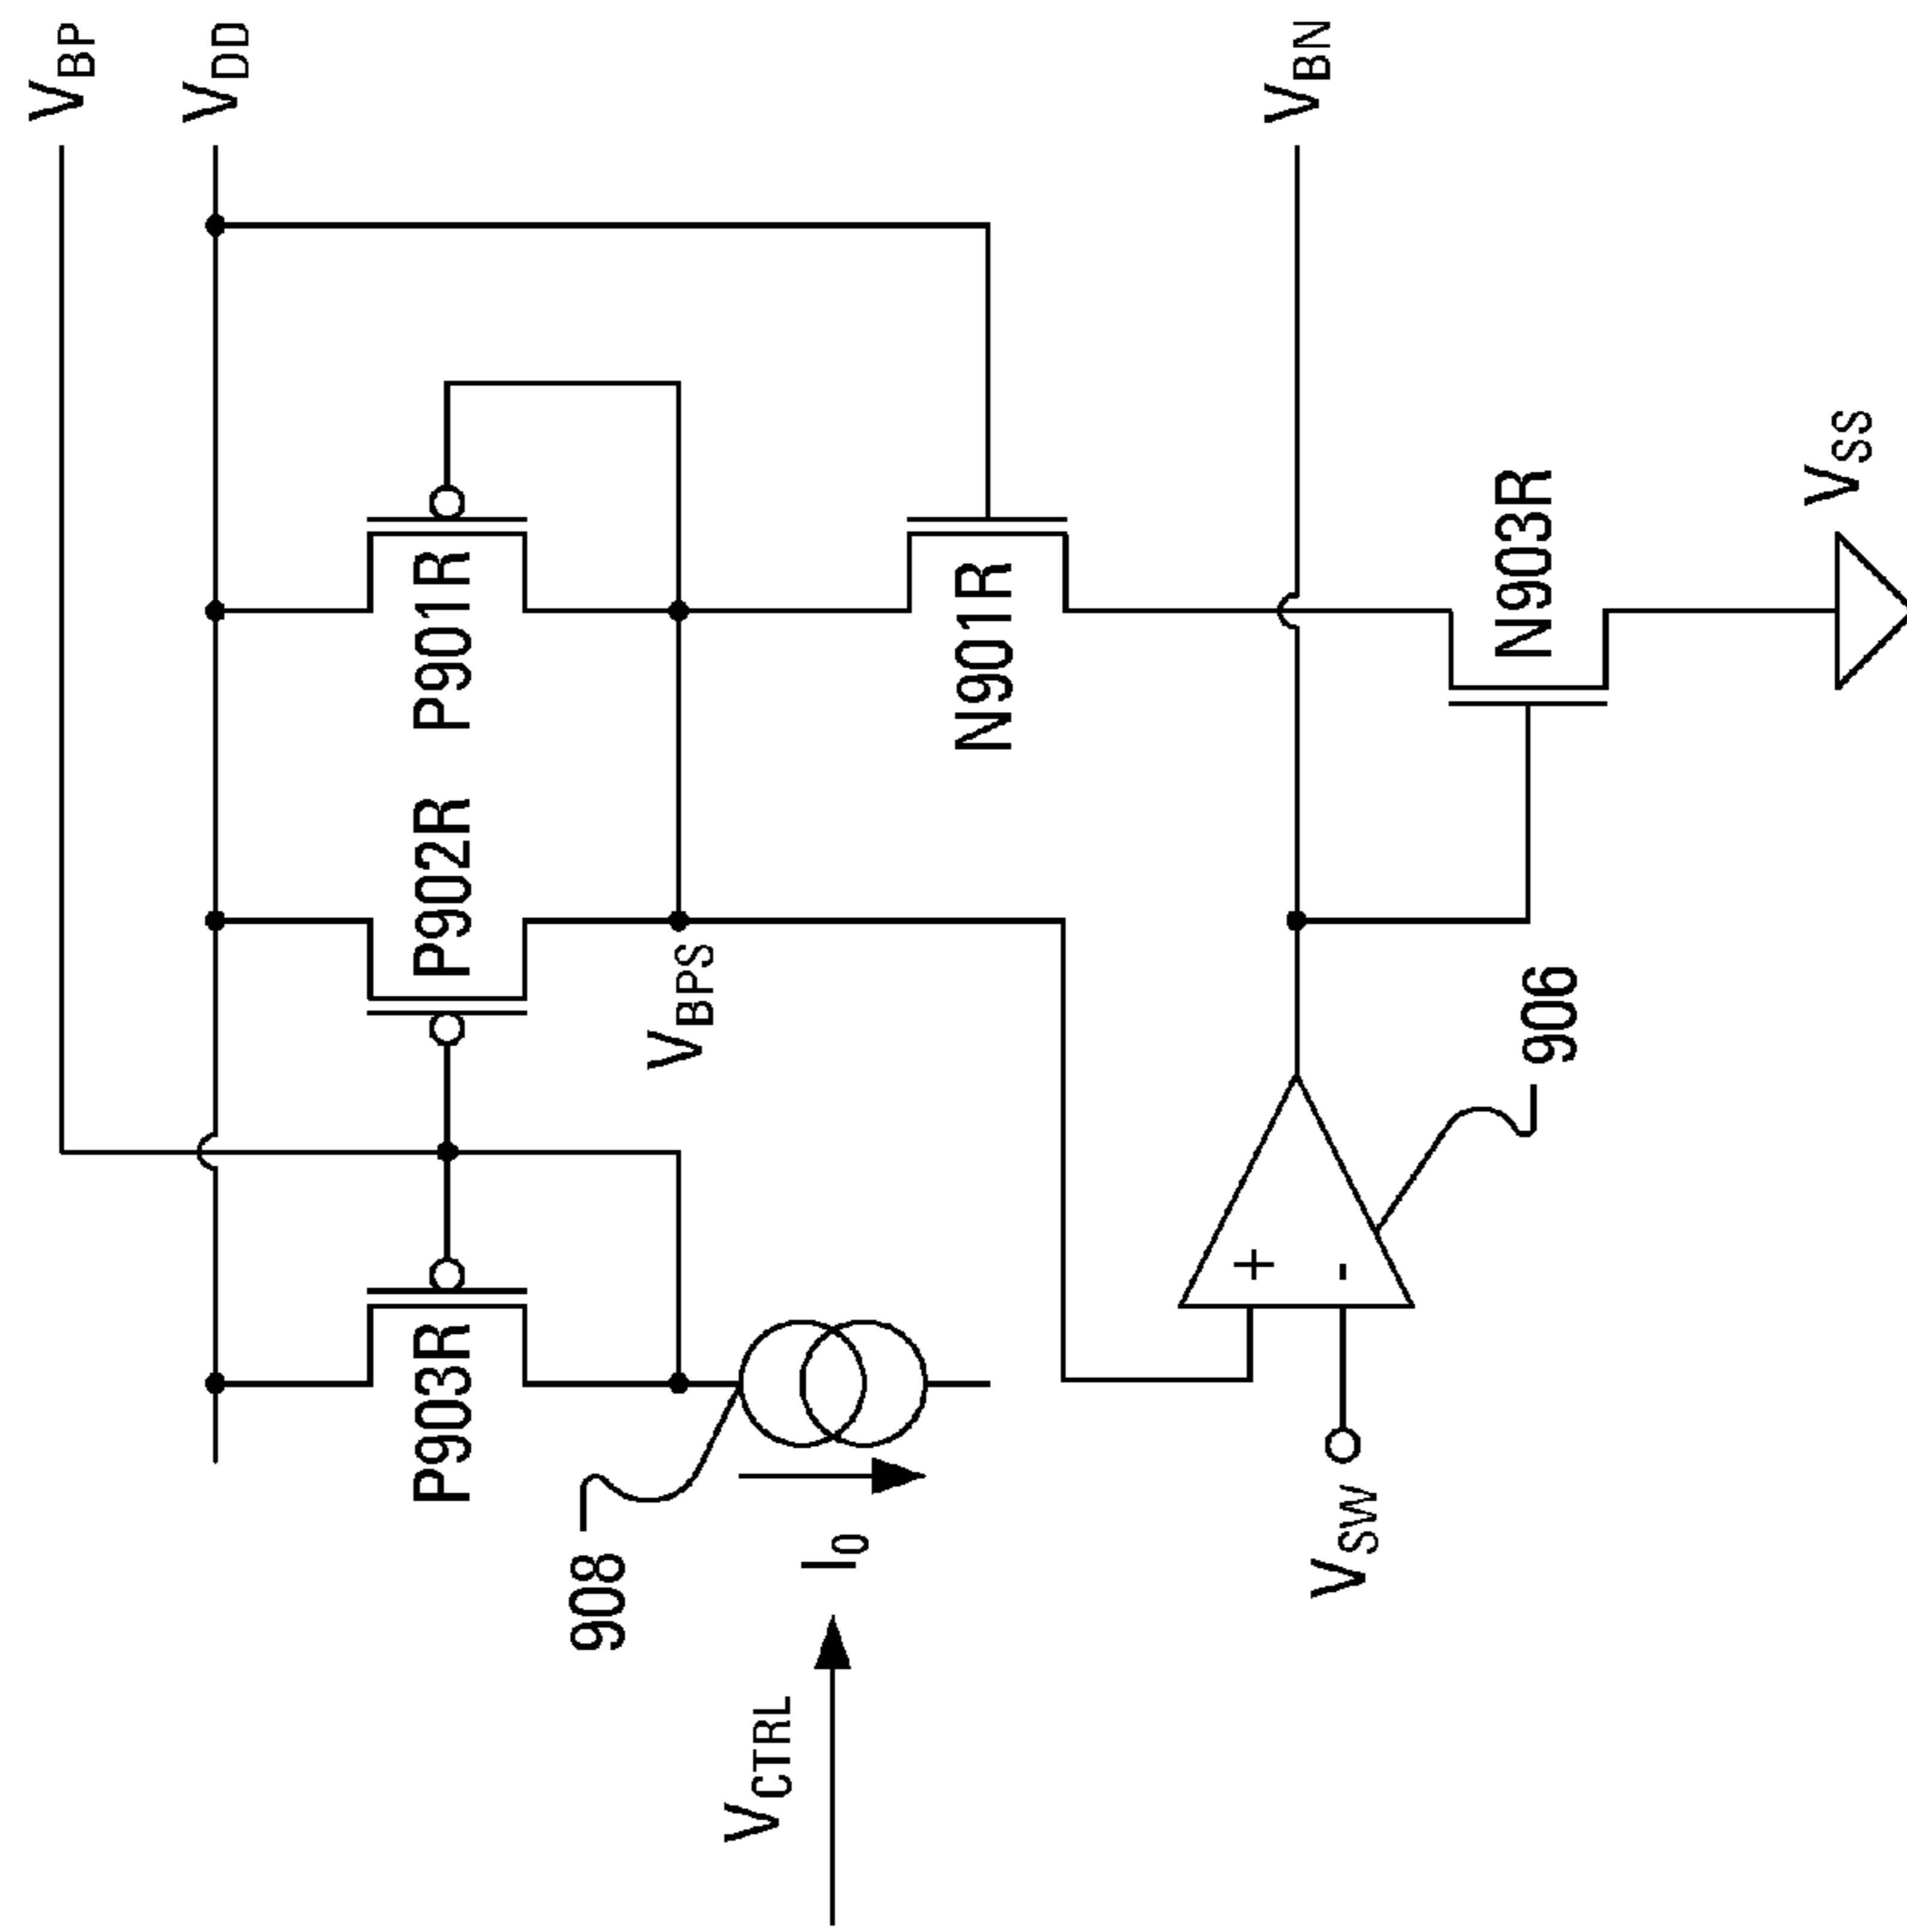 V_BP
V_DD
V_BN
V_SS
P901R
P902R
P903R
N901R
N903R
V_BPS
906
908
+
-
I_0
V_SW
V_CTRL